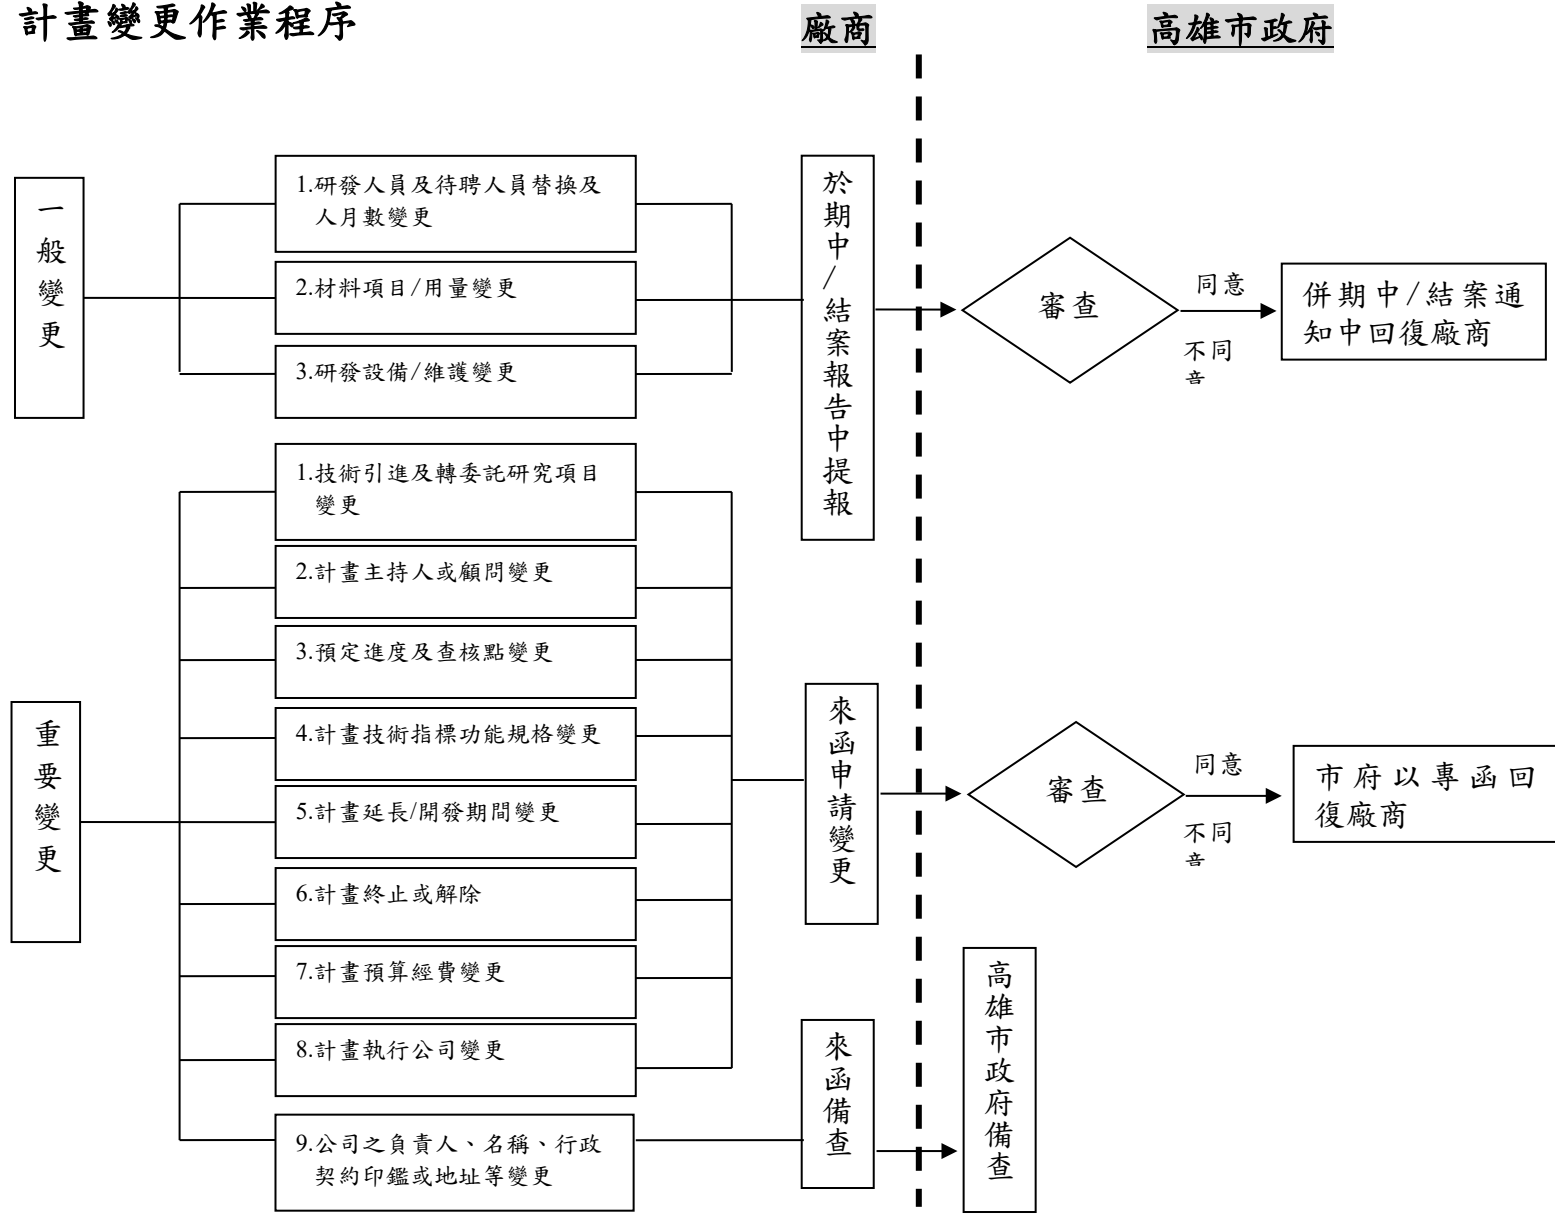 計畫變更作業程序
廠商
高雄市政府
一般變更
1.研發人員及待聘人員替換及
人月數變更
2.材料項目/用量變更
3.研發設備/維護變更
於期中/結案報告中提報
審查
同意
不同
併期中/結案通
知中回復廠商
重要變更
1.技術引進及轉委託研究項目
變更
2.計畫主持人或顧問變更
3.預定進度及查核點變更
4.計畫技術指標功能規格變更
5.計畫延長/開發期間變更
6.計畫終止或解除
7.計畫預算經費變更
8.計畫執行公司變更
9.公司之負責人、名稱、行政
契約印鑑或地址等變更
來函申請變更
審查
同意
不同
市府以專函回
復廠商
來函備查
高雄市政府備查